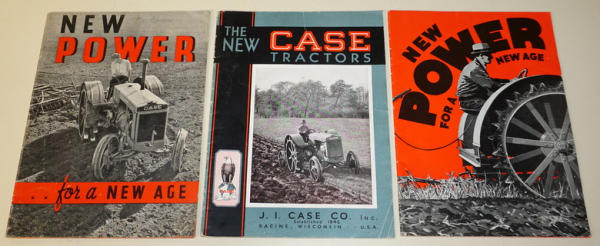 NEW
POWER
CASE
.. for a NEW AGE
THE
NEW
CASE
TRACTORS
J. I. CASE CO. INC.
Established 1842
RACINE, WISCONSIN U.S.A.
NEW
POWER
FOR A
NEW AGE